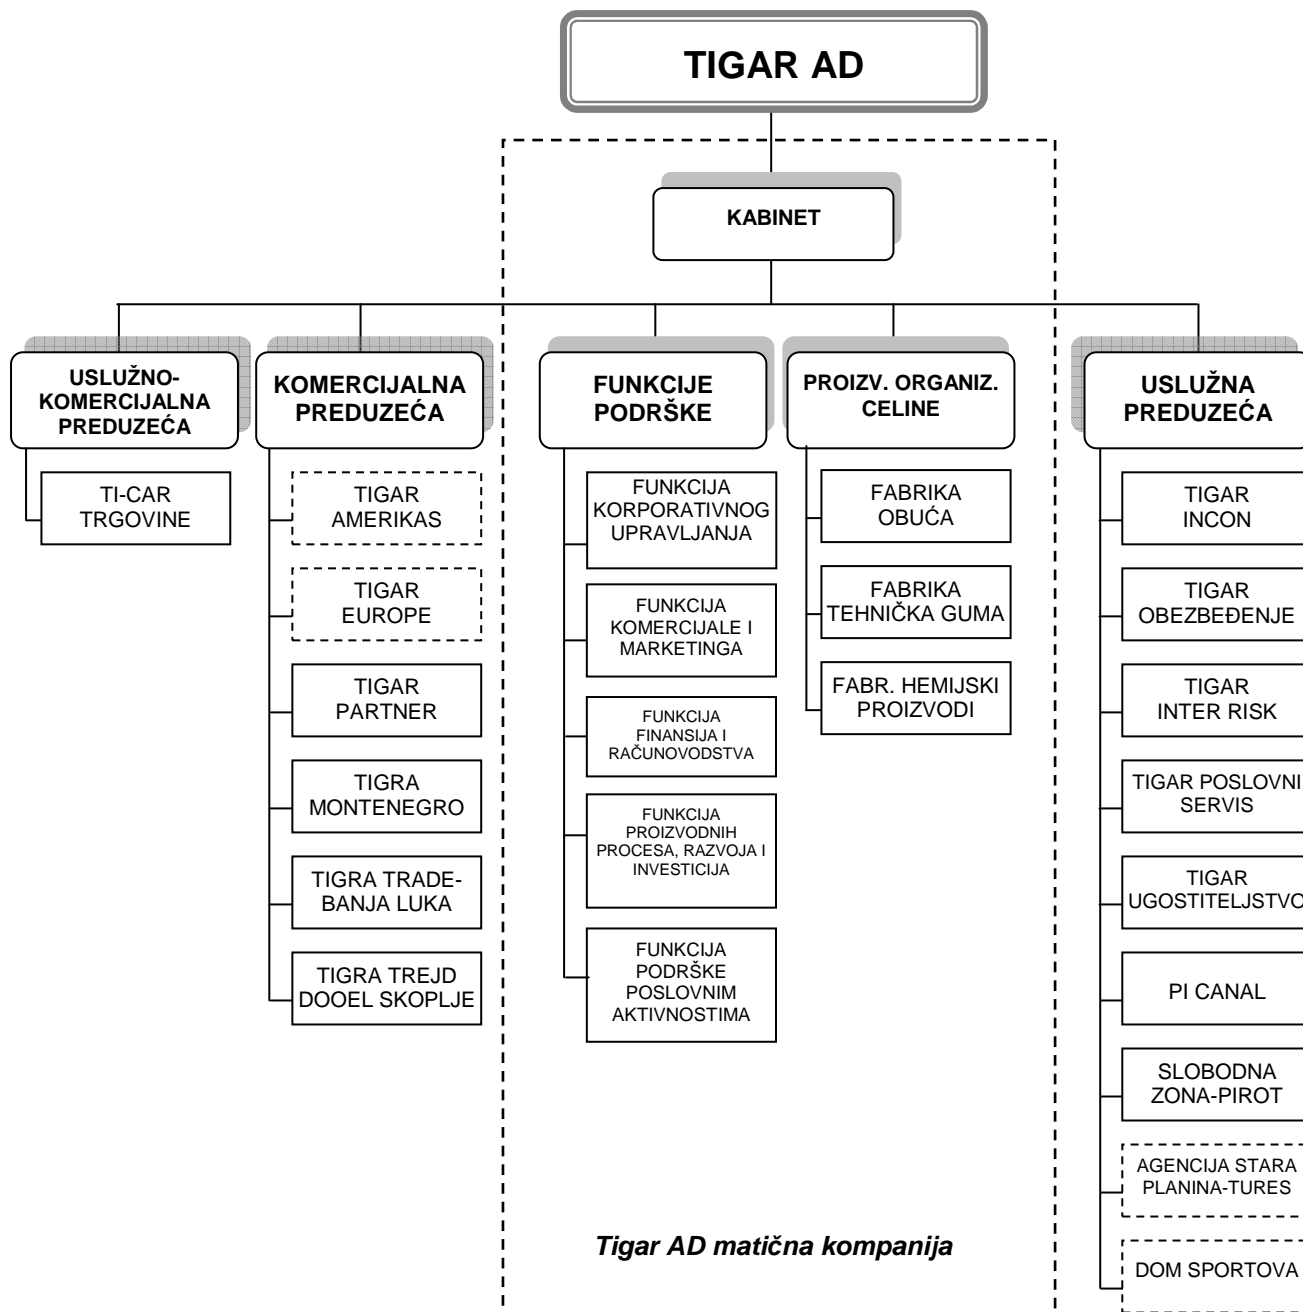 TIGAR AD
KABINET
USLUŽNO-
KOMERCIJALNA
PREDUZEĆA
TI-CAR
TRGOVINE
KOMERCIJALNA
PREDUZEĆA
TIGAR
AMERIKAS
TIGAR
EUROPE
TIGAR
PARTNER
TIGRA
MONTENEGRO
TIGRA TRADE-
BANJA LUKA
TIGRA TREJD
DOOEL SKOPLJE
FUNKCIJE
PODRŠKE
FUNKCIJA
KORPORATIVNOG
UPRAVLJANJA
FUNKCIJA
KOMERCIJALE I
MARKETINGA
FUNKCIJA
FINANSIJA I
RAČUNOVODSTVA
FUNKCIJA
PROIZVODNIH
PROCESA, RAZVOJA I
INVESTICIJA
FUNKCIJA
PODRŠKE
POSLOVNIM
AKTIVNOSTIMA
PROIZV. ORGANIZ.
CELINE
FABRIKA
OBUĆA
FABRIKA
TEHNIČKA GUMA
FABR. HEMIJSKI
PROIZVODI
USLUŽNA
PREDUZEĆA
TIGAR
INCON
TIGAR
OBEZBEĐENJE
TIGAR
INTER RISK
TIGAR POSLOVNI
SERVIS
TIGAR
UGOSTITELJSTVO
PI CANAL
SLOBODNA
ZONA-PIROT
AGENCIJA STARA
PLANINA-TURES
DOM SPORTOVA
Tigar AD matična kompanija